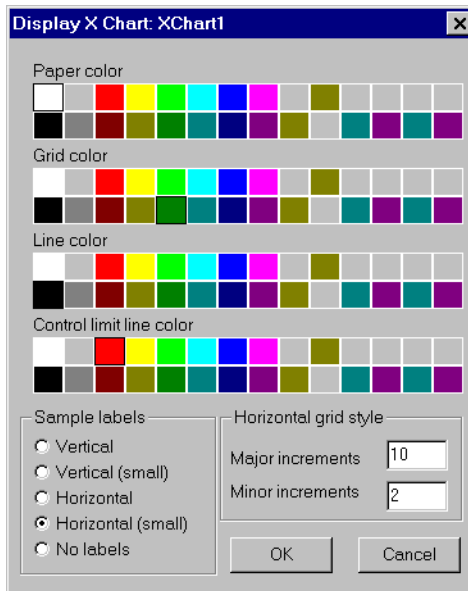 Display X Chart: XChart1
Paper color
Grid color
Line color
Control limit line color
Sample labels
Vertical
Vertical (small)
Horizontal
Horizontal (small)
No labels
Horizontal grid style
Major increments 10
Minor increments 2
OK Cancel